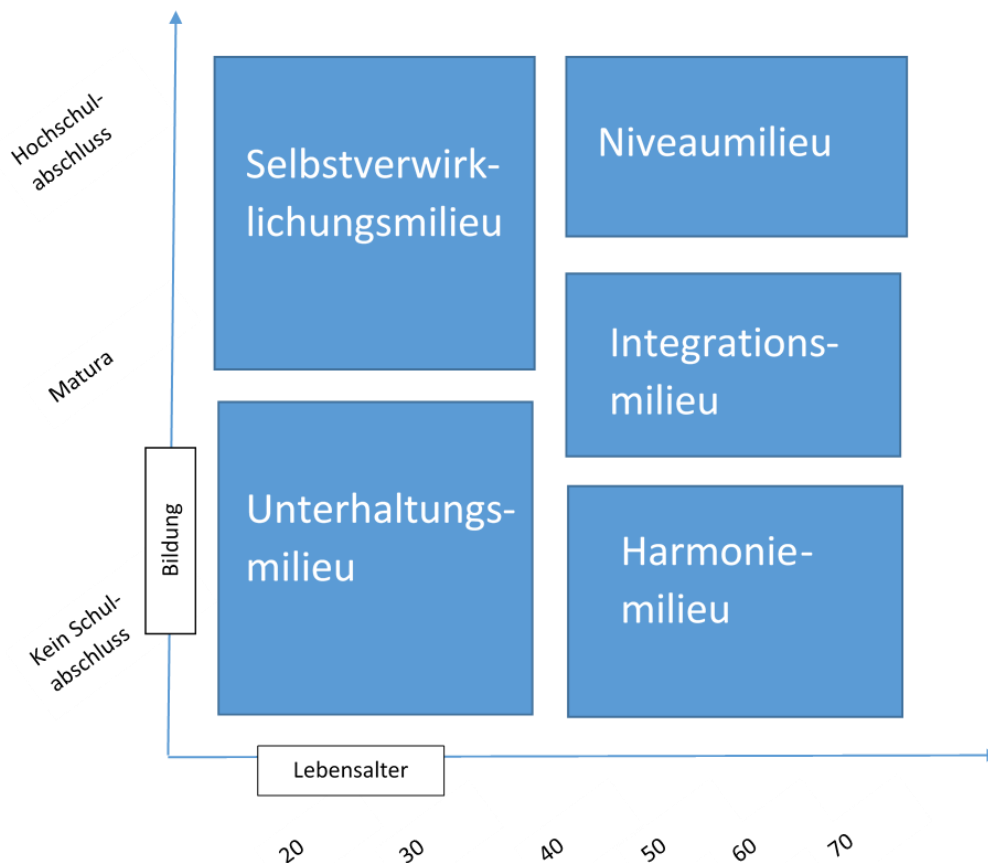 Hochschul-
abschluss
Selbstverwirk-
lichungsmilieu
Niveaumilieu
Matura
Integrations-
milieu
Bildung
Unterhaltungs-
milieu
Harmonie-
milieu
Kein Schul-
abschluss
Lebensalter
20
30
40
50
60
70